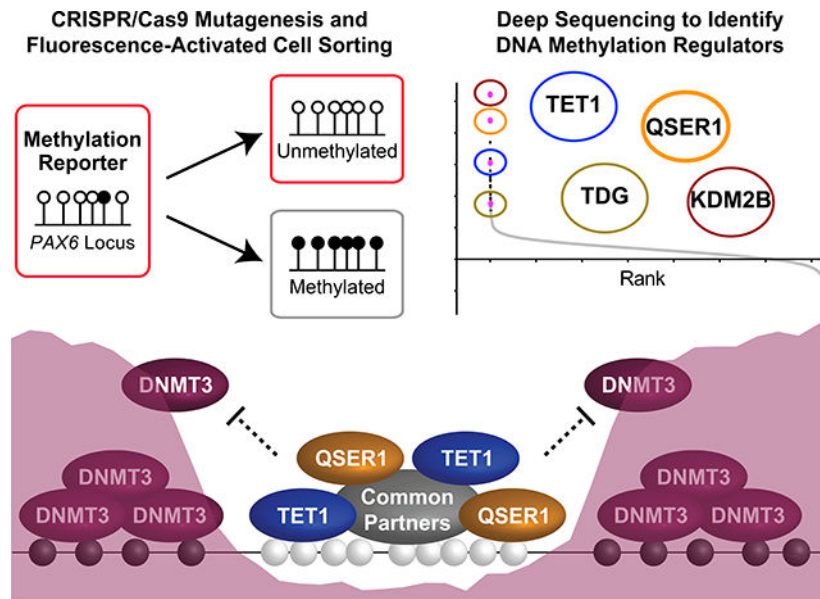 CRISPR/Cas9 Mutagenesis and
Fluorescence-Activated Cell Sorting
Methylation
Reporter
PAX6 Locus
Unmethylated
Methylated
Deep Sequencing to Identify
DNA Methylation Regulators
TET1
QSER1
TDG
KDM2B
Rank
DNMT3
DNMT3
QSER1
TET1
DNMT3
DNMT3
DNMT3
TET1
Common
Partners
QSER1
DNMT3
DNMT3
DNMT3